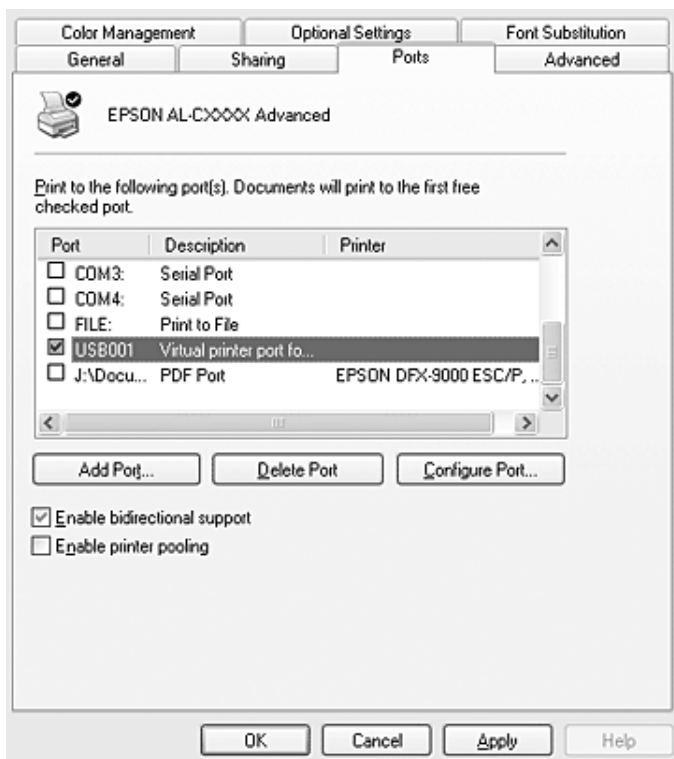 Color Management Optional Settings Font Substitution
General Sharing Ports Advanced
EPSON AL-CXXXX Advanced
Print to the following port(s). Documents will print to the first free
checked port.
Port Description Printer
COM3: Serial Port
COM4: Serial Port
FILE: Print to File
USB001 Virtual printer port fo...
J:\Docu... PDF Port EPSON DFX-9000 ESC/P, ..
Add Port... Delete Port Configure Port...
Enable bidirectional support
Enable printer pooling
OK Cancel Apply Help